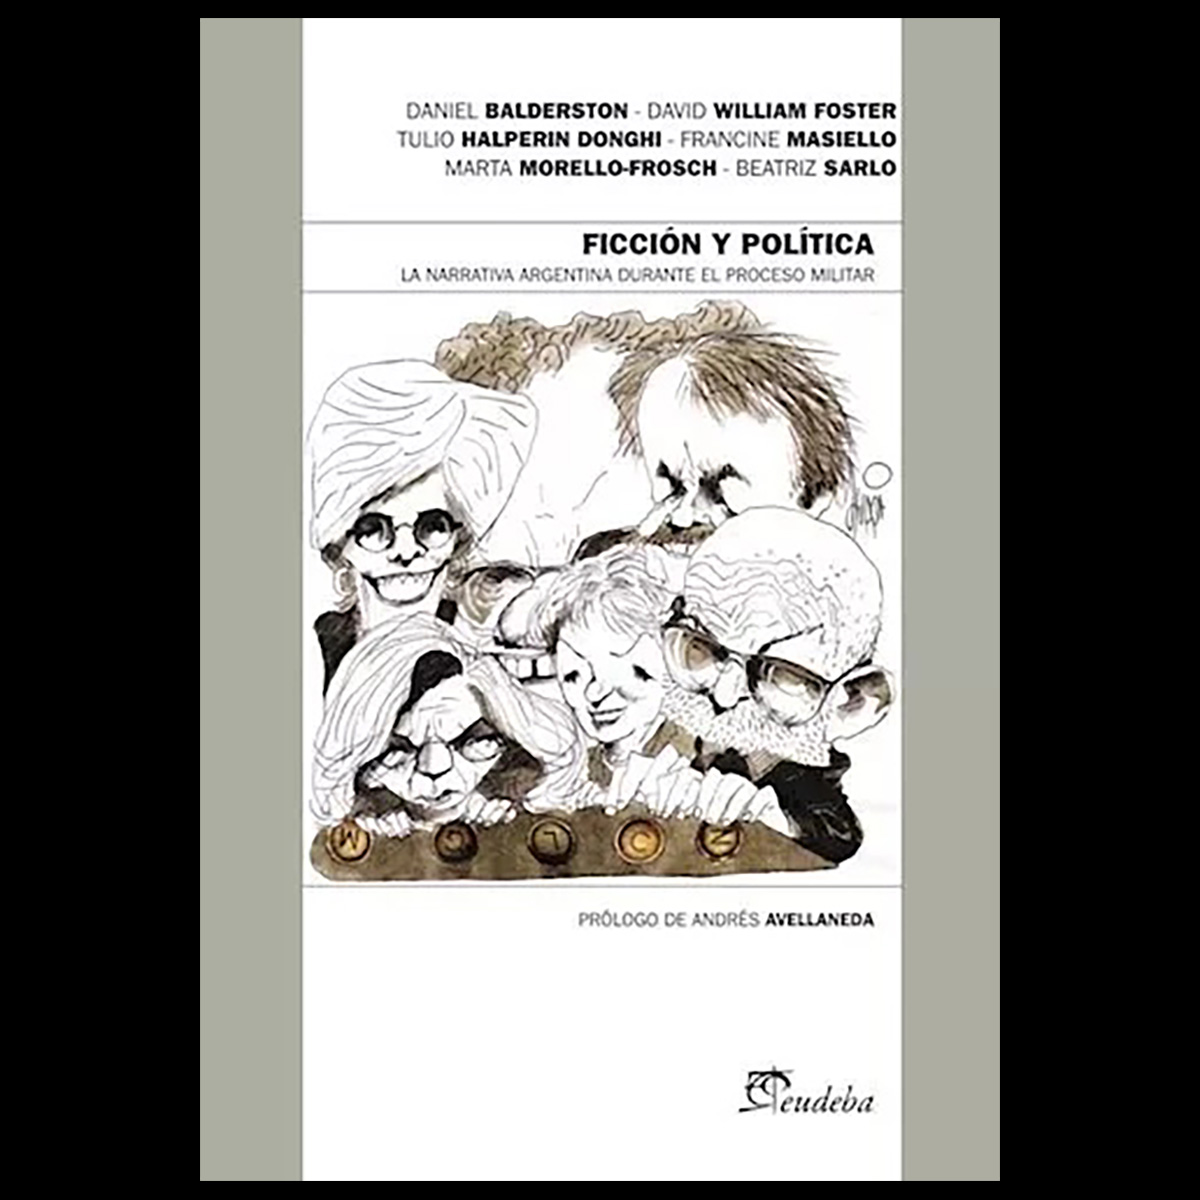 DANIEL BALDERSTON - DAVID WILLIAM FOSTER
TULIO HALPERIN DONGHI - FRANCINE MASIELLO
MARTA MORELLO-FROSCH - BEATRIZ SARLO
FICCIÓN Y POLÍTICA
LA NARRATIVA ARGENTINA DURANTE EL PROCESO MILITAR
M Q L C Z
PRÓLOGO DE ANDRÉS AVELLANEDA
eudeba